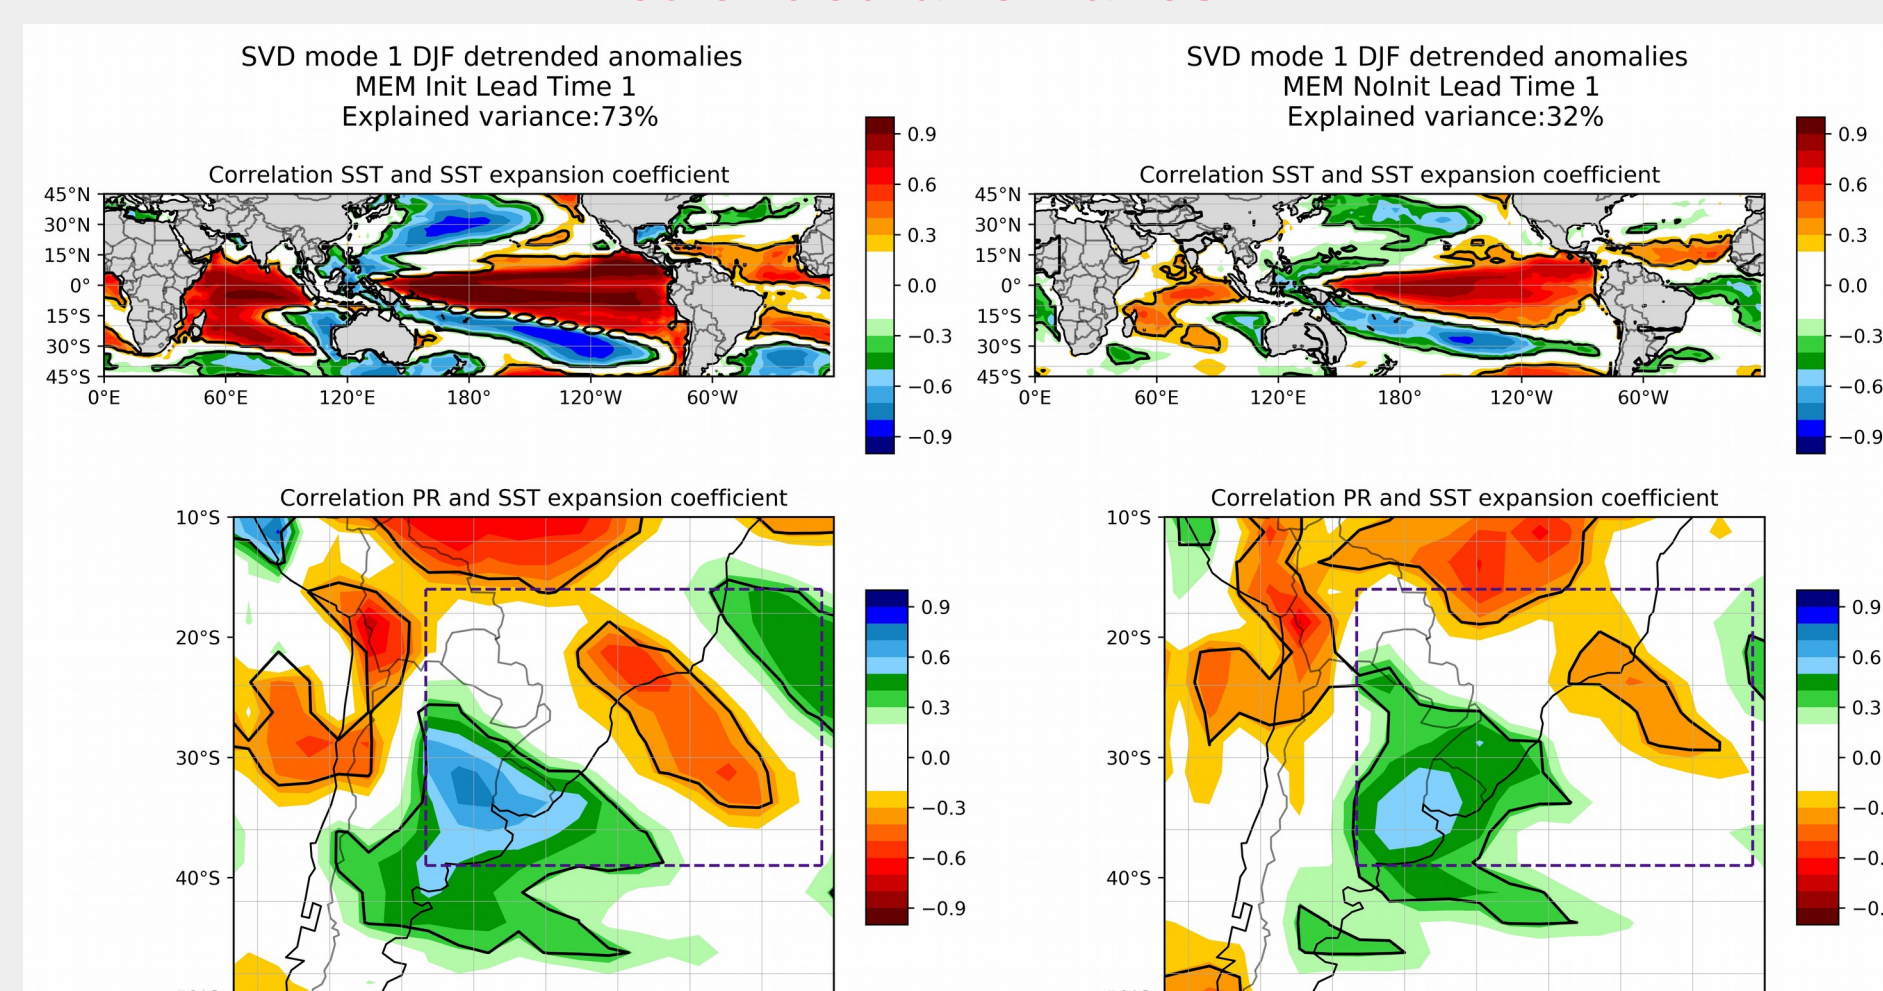 SVD mode 1 DJF detrended anomalies
MEM Init Lead Time 1
Explained variance:73%
Correlation SST and SST expansion coefficient
45°N
30°N
15°N
0°
15°S
30°S
45°S
0°E
60°E
120°E
180°
120°W
60°W
0.9
0.6
0.3
0.0
−0.3
−0.6
−0.9
Correlation PR and SST expansion coefficient
10°S
20°S
30°S
40°S
0.9
0.6
0.3
0.0
−0.3
−0.6
−0.9
SVD mode 1 DJF detrended anomalies
MEM NoInit Lead Time 1
Explained variance:32%
Correlation SST and SST expansion coefficient
45°N
30°N
15°N
0°
15°S
30°S
45°S
0°E
60°E
120°E
180°
120°W
60°W
0.9
0.6
0.3
0.0
−0.3
−0.6
−0.9
Correlation PR and SST expansion coefficient
10°S
20°S
30°S
40°S
0.9
0.6
0.3
0.0